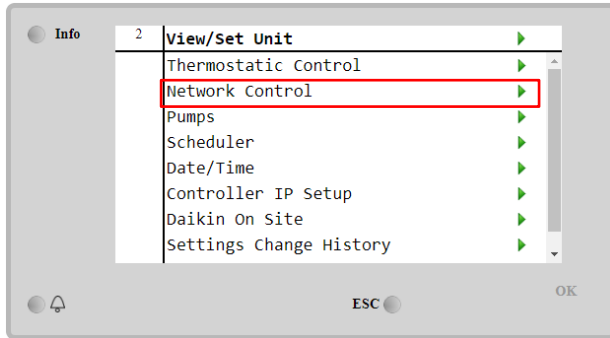 Info
2 View/Set Unit
Thermostatic Control
Network Control
Pumps
Scheduler
Date/Time
Controller IP Setup
Daikin On Site
Settings Change History
ESC
OK